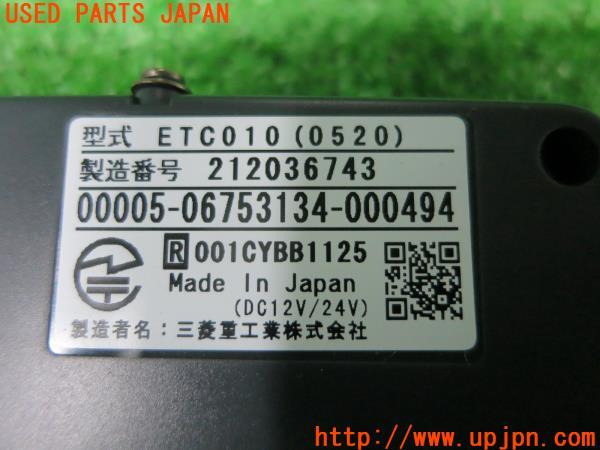 USED PARTS JAPAN
型式 ETC010(0520)
製造番号 212036743
00005-06753134-000494
R 001CYBB1125
Made In Japan
(DC12V/24V)
製造者名：三菱重工業株式会社
http://www.upjpn.com/